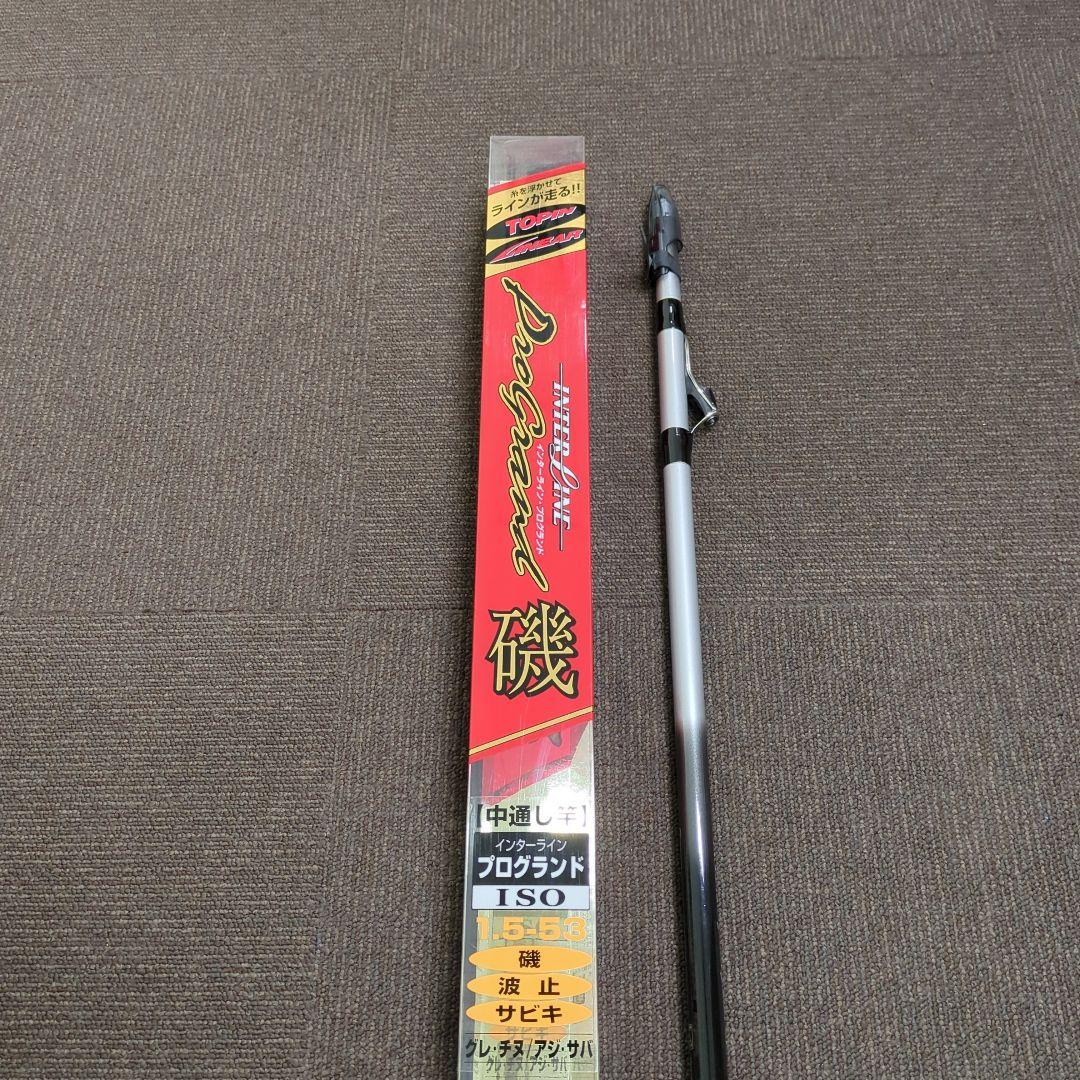 糸を浮かせて
ラインが走る!!
TOPIN
LINEAR
ProGrand
INTERLINE
インターライン・プログランド
磯
【中通し竿】
インターライン
プログランド
ISO
1.5-53
磯
波止
サビキ
グレ・チヌ/アジ・サバ